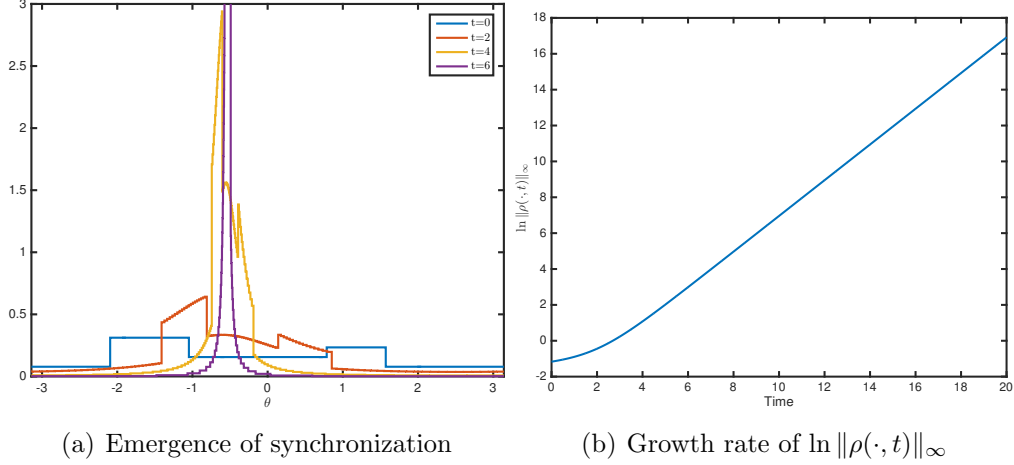 3
2.5
2
1.5
1
0.5
0
-3 -2 -1 0 1 2 3
θ
t=0
t=2
t=4
t=6
(a) Emergence of synchronization
18
16
14
12
10
8
6
4
2
0
-2
ln ‖ρ(·, t)‖∞
0 2 4 6 8 10 12 14 16 18 20
Time
(b) Growth rate of ln ‖ρ(·, t)‖∞